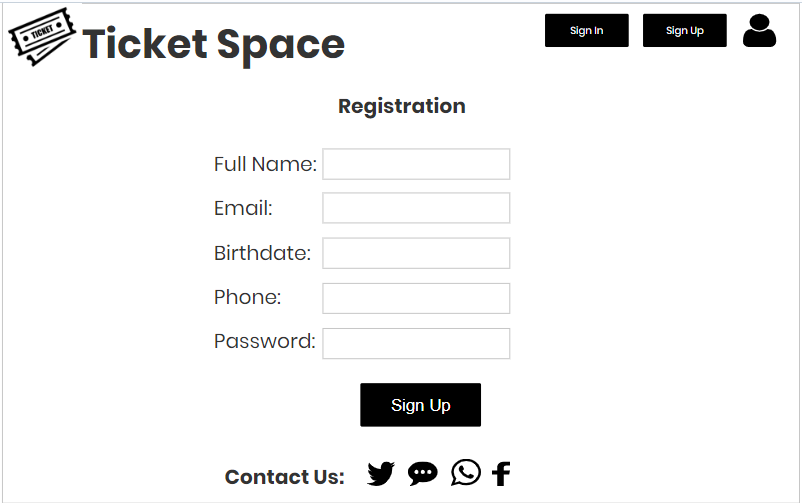 TICKET
Ticket Space
Sign In
Sign Up
Registration
Full Name:
Email:
Birthdate:
Phone:
Password:
Sign Up
Contact Us: